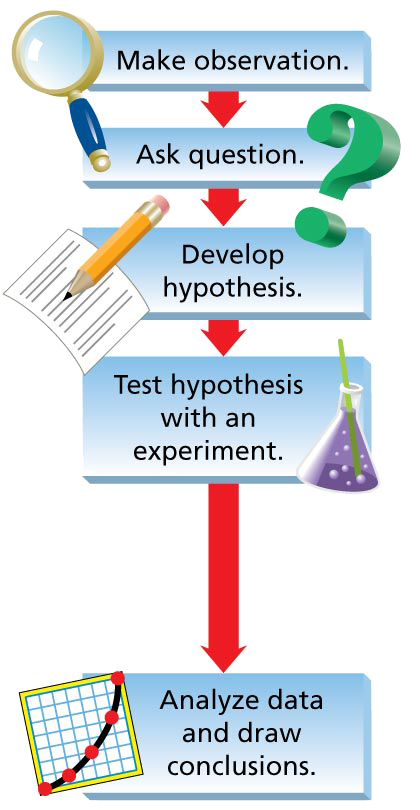 Make observation.
Ask question.
Develop
hypothesis.
Test hypothesis
with an
experiment.
Analyze data
and draw
conclusions.